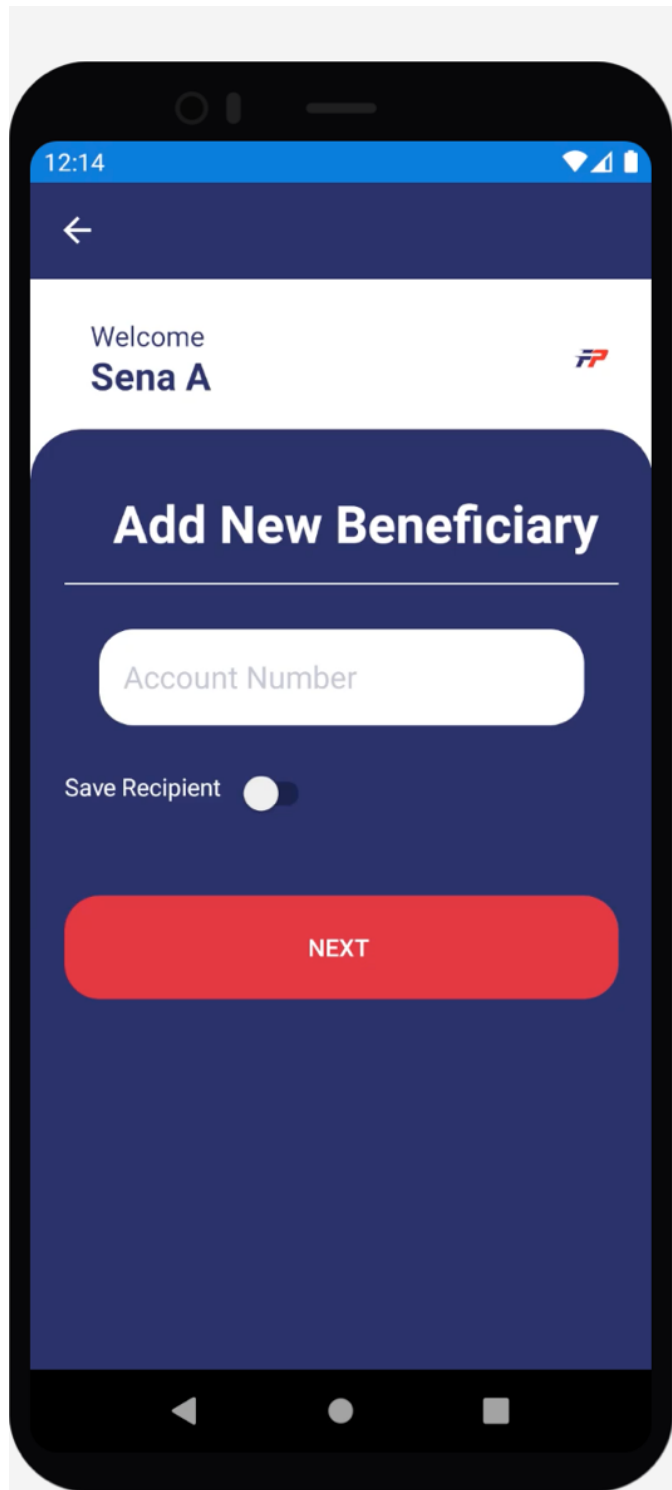 12:14
Welcome
Sena A
FP
Add New Beneficiary
Account Number
Save Recipient
NEXT